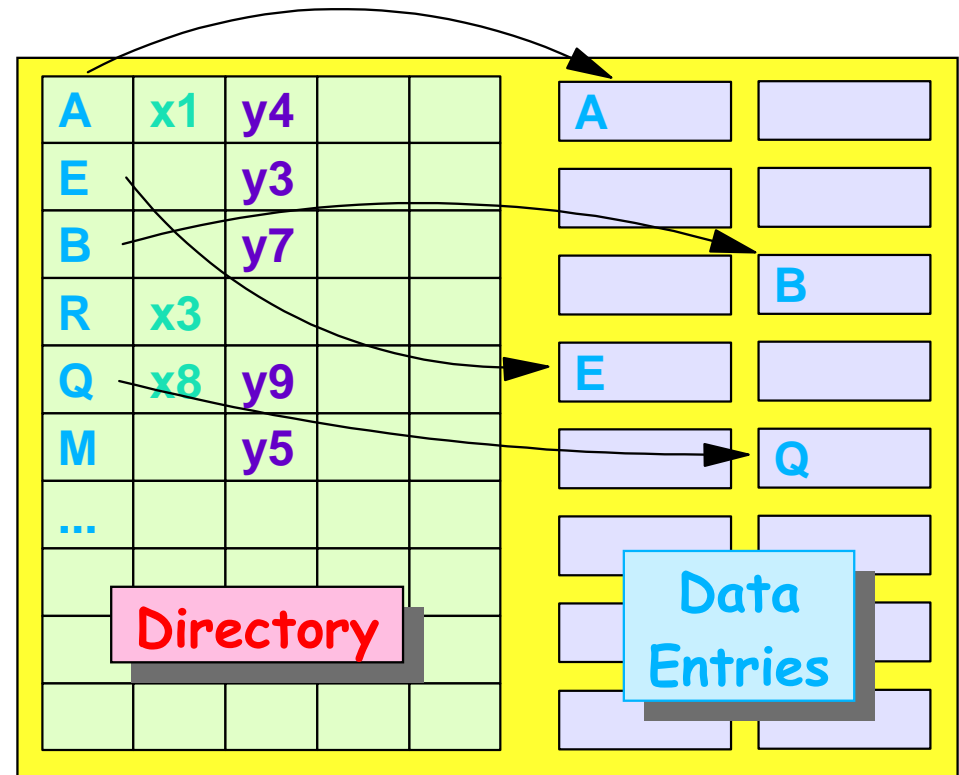 A x1 y4
E y3
B y7
R x3
Q x8 y9
M y5
...
Directory
A
B
E
Q
Data
Entries